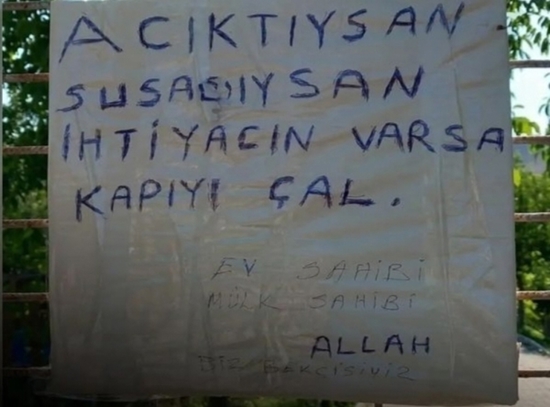 ACIKTIYSAN
SUSADIYSAN
İHTİYACIN VARSA
KAPIYI ÇAL.
EV SAHİBİ
MÜLK SAHİBİ
ALLAH
BİZ BEKÇİSİYİZ